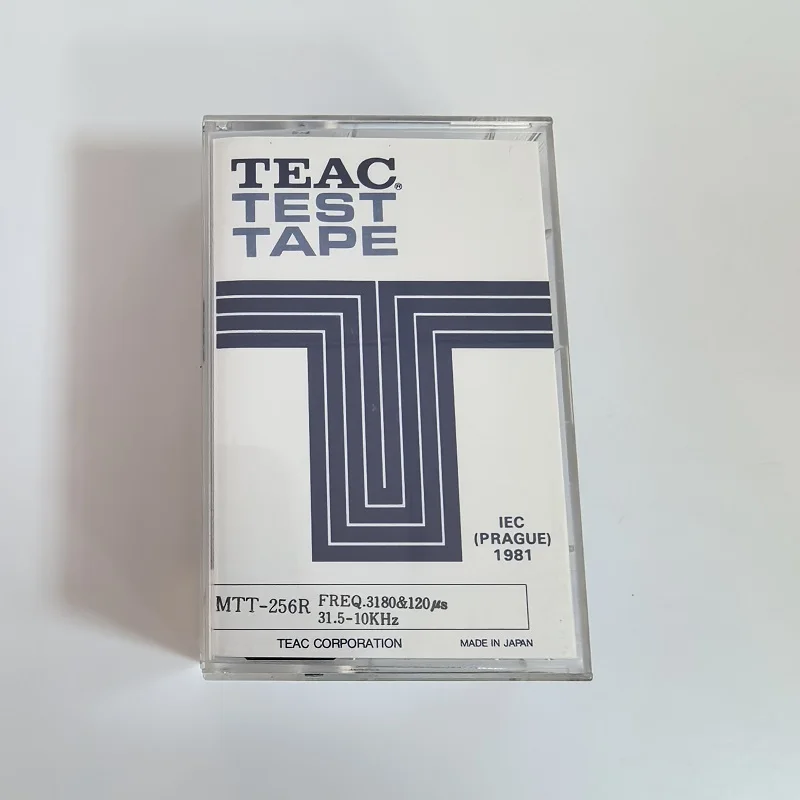 TEAC®
TEST
TAPE
IEC
(PRAGUE)
1981
MTT-256R FREQ.3180&120μs
31.5-10KHz
TEAC CORPORATION MADE IN JAPAN